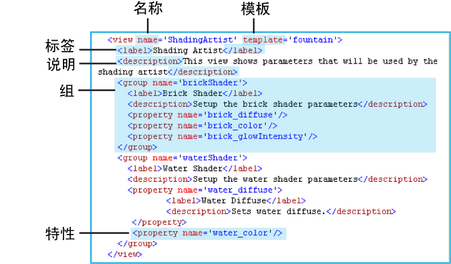 名称 模板
<view name='ShadingArtist' template='fountain'>
标签 <label>Shading Artist</label>
说明 <description>This view shows parameters that will be used by the
shading artist</description>
<group name='brickShader'>
组 <label>Brick Shader</label>
<description>Setup the brick shader parameters</description>
<property name='brick_diffuse'/>
<property name='brick_color'/>
<property name='brick_glowIntensity'/>
</group>
<group name='waterShader'>
<label>Water Shader</label>
<description>Setup the water shader parameters</description>
<property name='water_diffuse'>
<label>Water Diffuse</label>
<description>Sets water diffuse.</description>
</property>
特性 <property name='water_color'/>
</group>
</view>